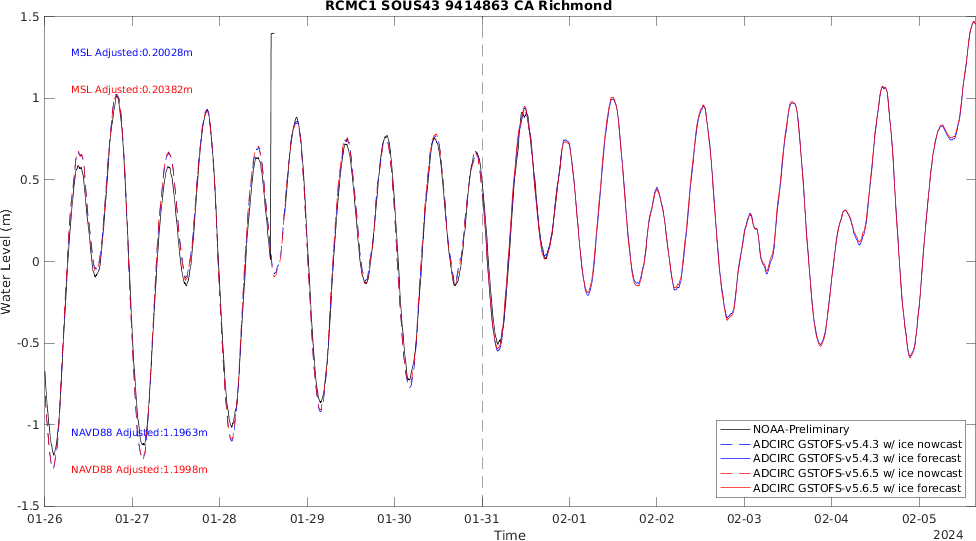 RCMC1 SOUS43 9414863 CA Richmond
1.5
MSL Adjusted:0.20028m
MSL Adjusted:0.20382m
1
0.5
0
-0.5
-1
-1.5
Water Level (m)
NAVD88 Adjusted:1.1963m
NAVD88 Adjusted:1.1998m
NOAA-Preliminary
ADCIRC GSTOFS-v5.4.3 w/ ice nowcast
ADCIRC GSTOFS-v5.4.3 w/ ice forecast
ADCIRC GSTOFS-v5.6.5 w/ ice nowcast
ADCIRC GSTOFS-v5.6.5 w/ ice forecast
01-26 01-27 01-28 01-29 01-30 01-31 02-01 02-02 02-03 02-04 02-05
Time
2024